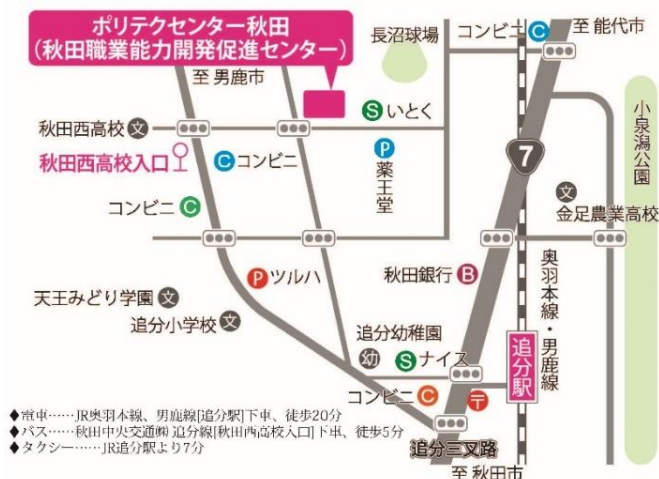 ポリテクセンター秋田
(秋田職業能力開発促進センター)
至 男鹿市
長沼球場
コンビニ C
至 能代市
秋田西高校 文
S いとく
秋田西高校入口
C コンビニ
P
薬王堂
7
小泉潟公園
文
金足農業高校
コンビニ C
P ツルハ
秋田銀行 B
奥羽本線・男鹿線
天王みどり学園 文
追分小学校 文
追分幼稚園
幼
S ナイス
追分駅
コンビニ C
〒
追分三叉路
至 秋田市
◆電車……JR奥羽本線、男鹿線[追分駅]下車、徒歩20分
◆バス……秋田中央交通㈱ 追分線[秋田西高校入口]下車、徒歩5分
◆タクシー……JR追分駅より7分